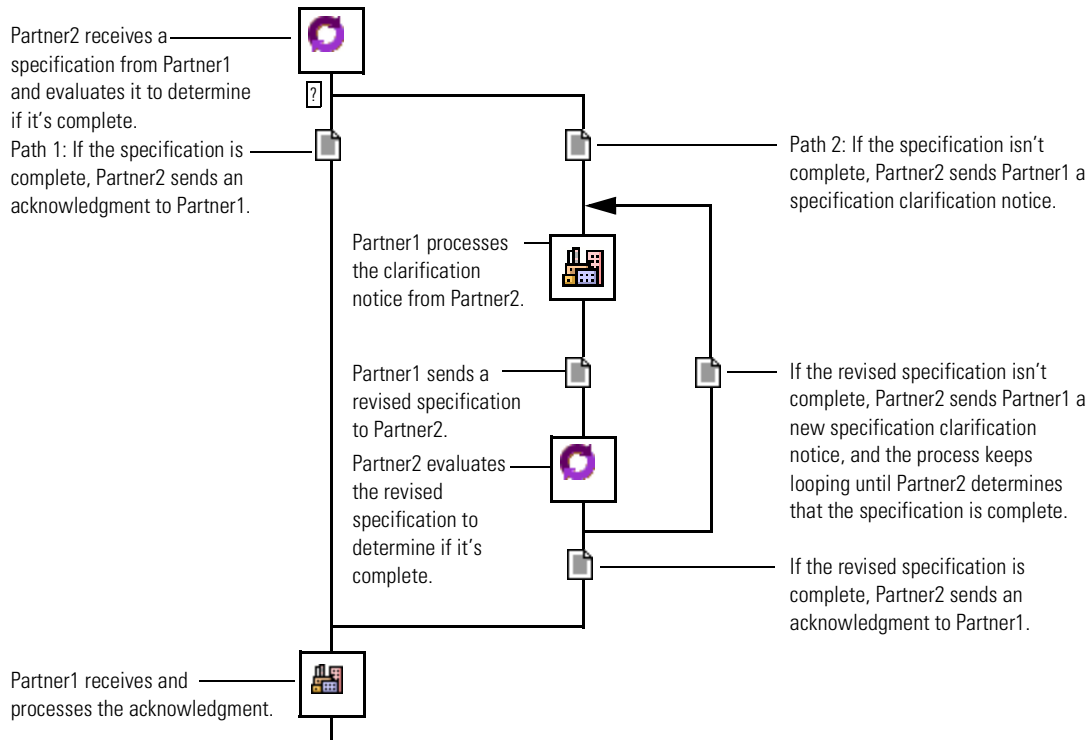 Partner2 receives a
specification from Partner1
and evaluates it to determine
if it's complete.
?
Path 1: If the specification is
complete, Partner2 sends an
acknowledgment to Partner1.
Path 2: If the specification isn't
complete, Partner2 sends Partner1 a
specification clarification notice.
Partner1 processes
the clarification
notice from Partner2.
Partner1 sends a
revised specification
to Partner2.
If the revised specification isn't
complete, Partner2 sends Partner1 a
new specification clarification
notice, and the process keeps
looping until Partner2 determines
that the specification is complete.
Partner2 evaluates
the revised
specification to
determine if it's
complete.
If the revised specification is
complete, Partner2 sends an
acknowledgment to Partner1.
Partner1 receives and
processes the acknowledgment.